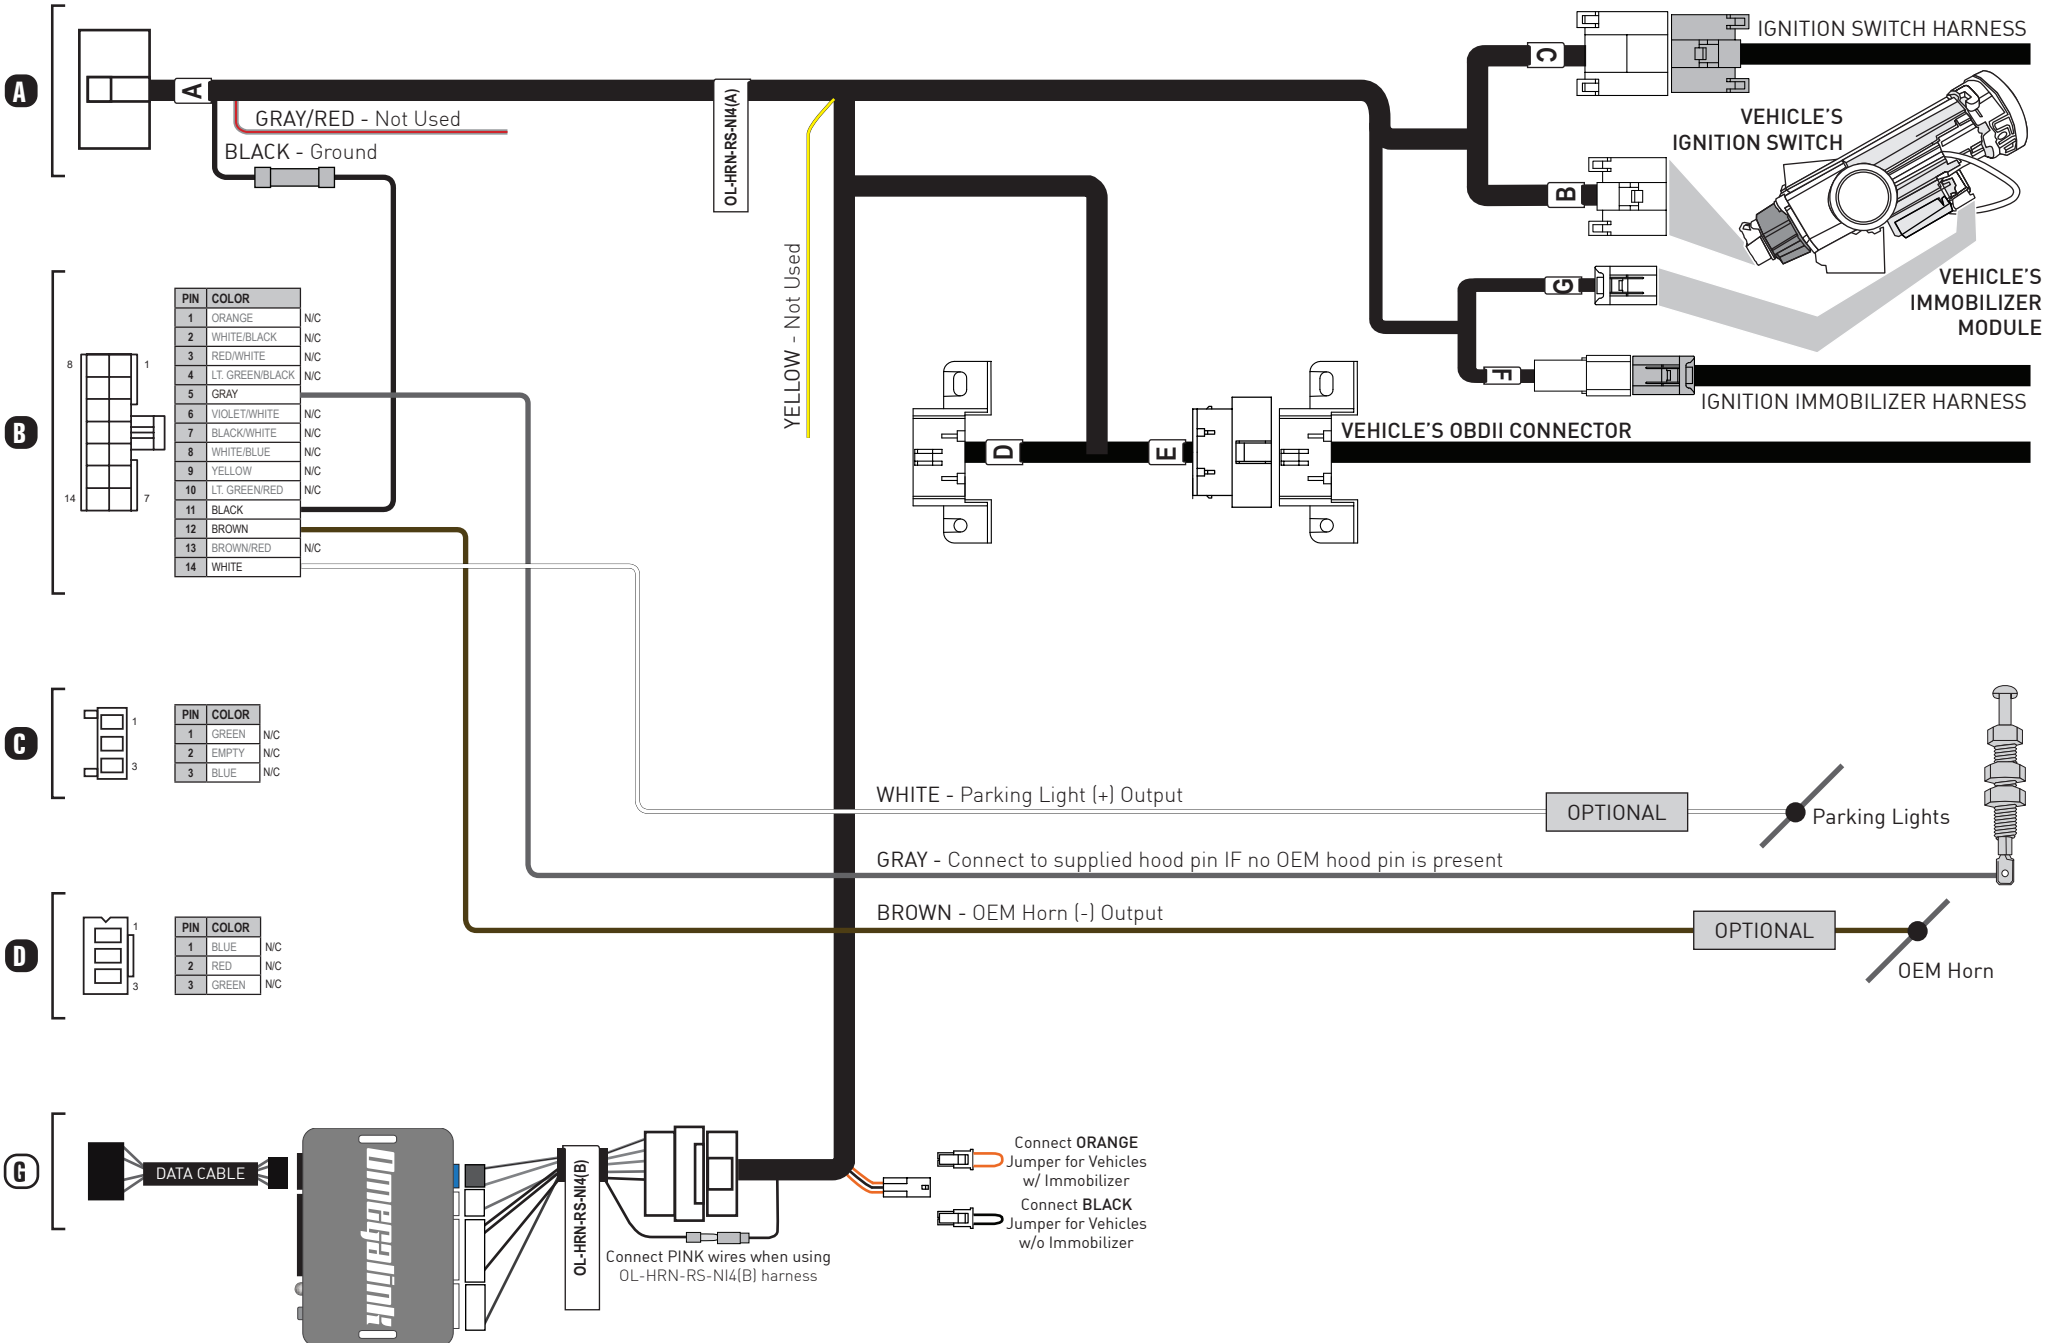 A
A
GRAY/RED - Not Used
BLACK - Ground
OL-HRN-RS-NI4(A)
YELLOW - Not Used
C
IGNITION SWITCH HARNESS
VEHICLE'S
IGNITION SWITCH
B
G
VEHICLE'S
IMMOBILIZER
MODULE
F
IGNITION IMMOBILIZER HARNESS
D
E
VEHICLE'S OBDII CONNECTOR
B
8
1
14
7
PIN COLOR
1 ORANGE N/C
2 WHITE/BLACK N/C
3 RED/WHITE N/C
4 LT. GREEN/BLACK N/C
5 GRAY
6 VIOLET/WHITE N/C
7 BLACK/WHITE N/C
8 WHITE/BLUE N/C
9 YELLOW N/C
10 LT. GREEN/RED N/C
11 BLACK
12 BROWN
13 BROWN/RED N/C
14 WHITE
C
1
3
PIN COLOR
1 GREEN N/C
2 EMPTY N/C
3 BLUE N/C
WHITE - Parking Light (+) Output
OPTIONAL
Parking Lights
GRAY - Connect to supplied hood pin IF no OEM hood pin is present
BROWN - OEM Horn (-) Output
OPTIONAL
OEM Horn
D
1
3
PIN COLOR
1 BLUE N/C
2 RED N/C
3 GREEN N/C
G
DATA CABLE
Omegalink
OL-HRN-RS-NI4(B)
Connect PINK wires when using
OL-HRN-RS-NI4(B) harness
Connect ORANGE
Jumper for Vehicles
w/ Immobilizer
Connect BLACK
Jumper for Vehicles
w/o Immobilizer